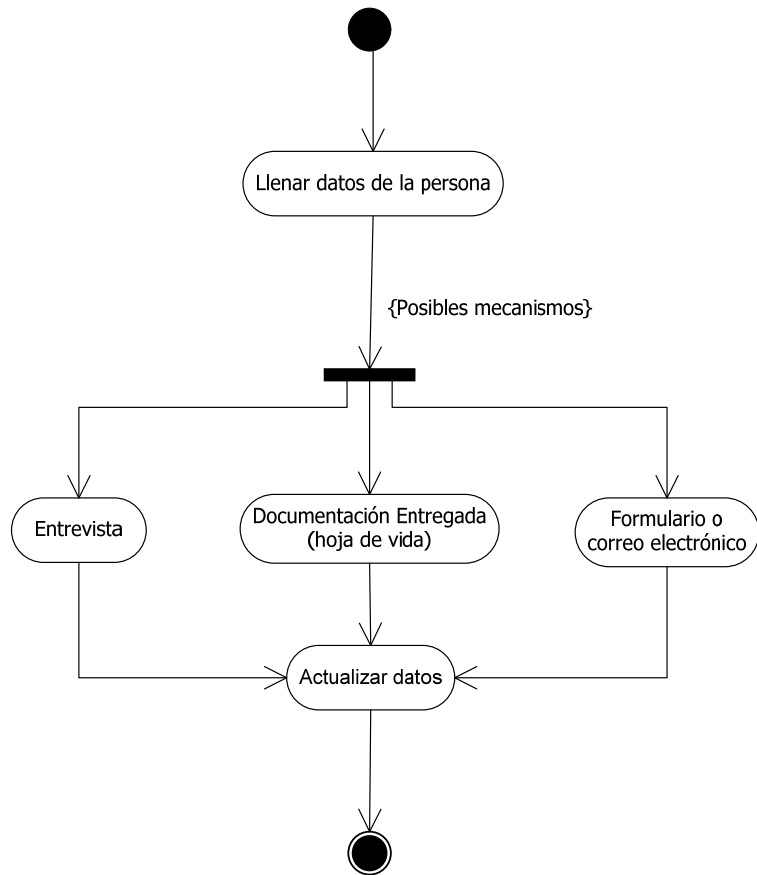 Llenar datos de la persona
{Posibles mecanismos}
Entrevista
Documentación Entregada
(hoja de vida)
Formulario o
correo electrónico
Actualizar datos